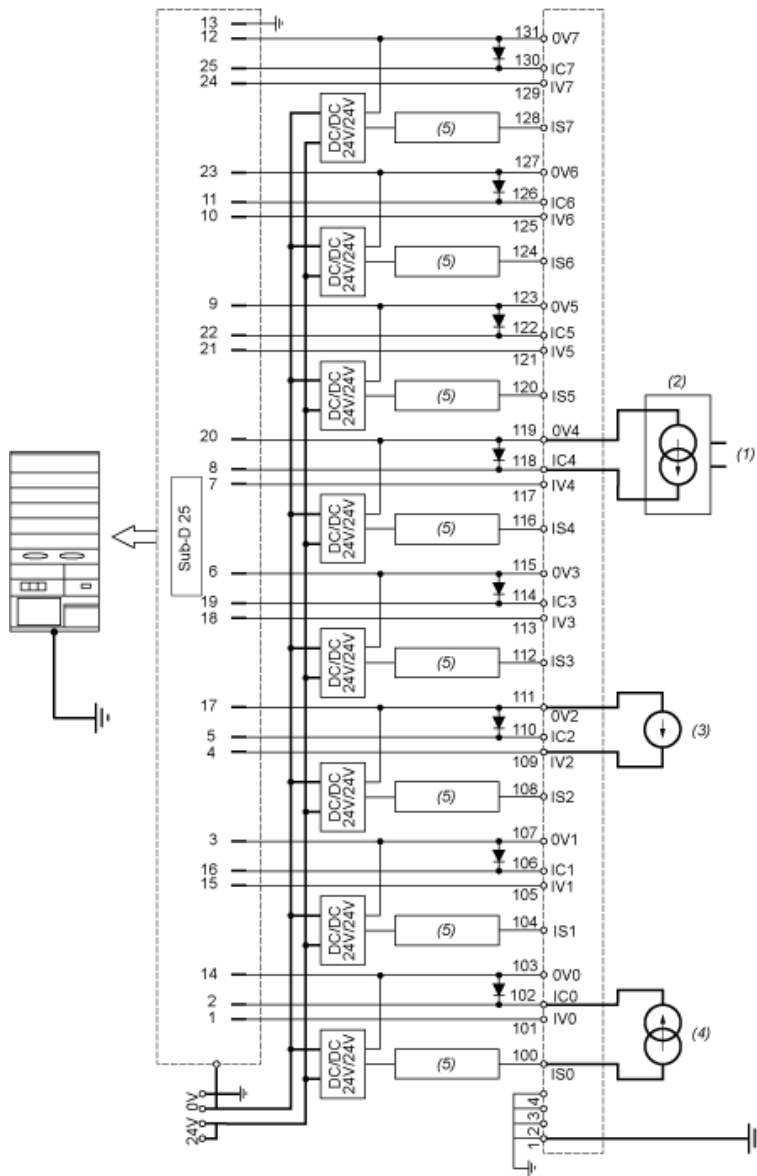 13
12
131
0V7
25
130
IC7
24
IV7
129
DC/DC
24V/24V
(5)
128
IS7
23
127
0V6
11
126
IC6
10
IV6
125
DC/DC
24V/24V
(5)
124
IS6
9
123
0V5
22
122
IC5
21
IV5
121
DC/DC
24V/24V
(5)
120
IS5
(2)
20
119
0V4
(1)
8
118
IC4
7
IV4
117
Sub-D 25
DC/DC
24V/24V
(5)
116
IS4
6
115
0V3
19
114
IC3
18
IV3
113
DC/DC
24V/24V
(5)
112
IS3
17
111
0V2
(3)
5
110
IC2
4
IV2
109
DC/DC
24V/24V
(5)
108
IS2
3
107
0V1
16
106
IC1
15
IV1
105
DC/DC
24V/24V
(5)
104
IS1
14
103
0V0
2
102
IC0
1
IV0
101
(4)
DC/DC
24V/24V
(5)
100
IS0
0V
24V
4
3
2
1